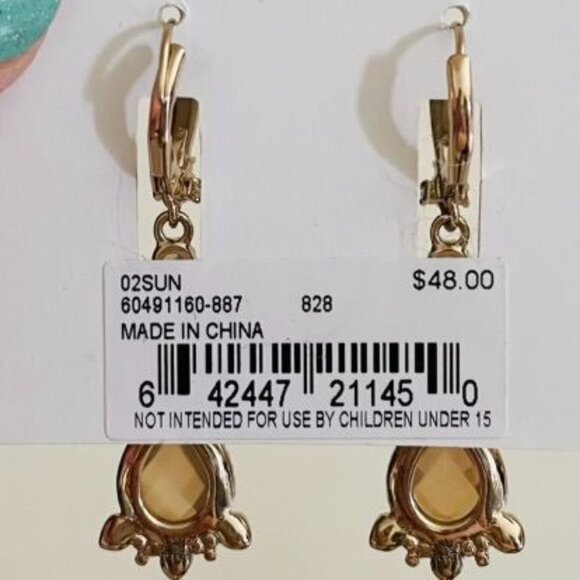 02SUN $48.00
60491160-887 828
MADE IN CHINA
6 42447 21145 0
NOT INTENDED FOR USE BY CHILDREN UNDER 15